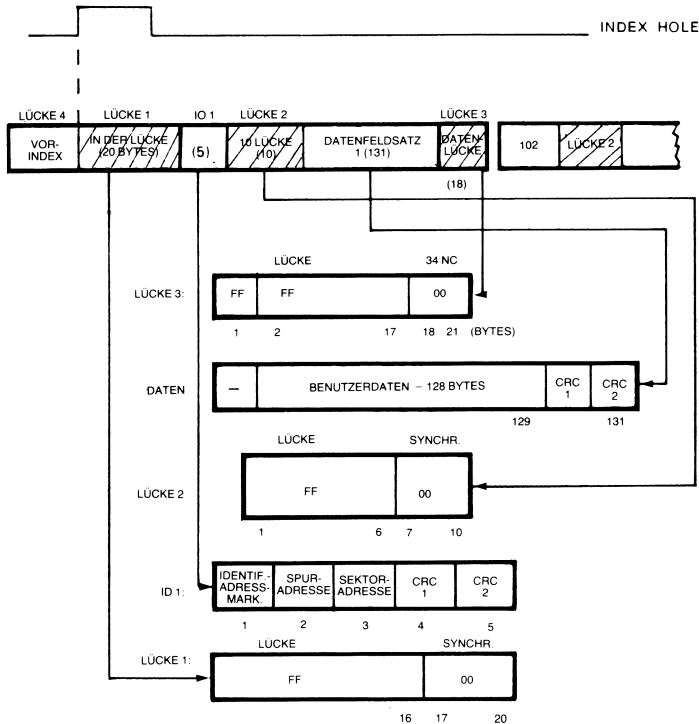 INDEX HOLE
LÜCKE 4 LÜCKE 1 IO 1 LÜCKE 2 LÜCKE 3
VOR-
INDEX
IN DER LÜCKE
(20 BYTES)
(5)
10 LÜCKE
(10)
DATENFELDSATZ
1 (131)
DATEN-
LÜCKE
102
LÜCKE 2
(18)
LÜCKE 34 NC
LÜCKE 3:
FF FF 00
1 2 17 18 21 (BYTES)
DATEN
— BENUTZERDATEN – 128 BYTES
CRC
1
CRC
2
129 131
LÜCKE SYNCHR.
LÜCKE 2
FF 00
1 6 7 10
ID 1:
IDENTIF.-
ADRESS-
MARK.
SPUR-
ADRESSE
SEKTOR-
ADRESSE
CRC
1
CRC
2
1 2 3 4 5
LÜCKE SYNCHR.
LÜCKE 1:
FF 00
16 17 20